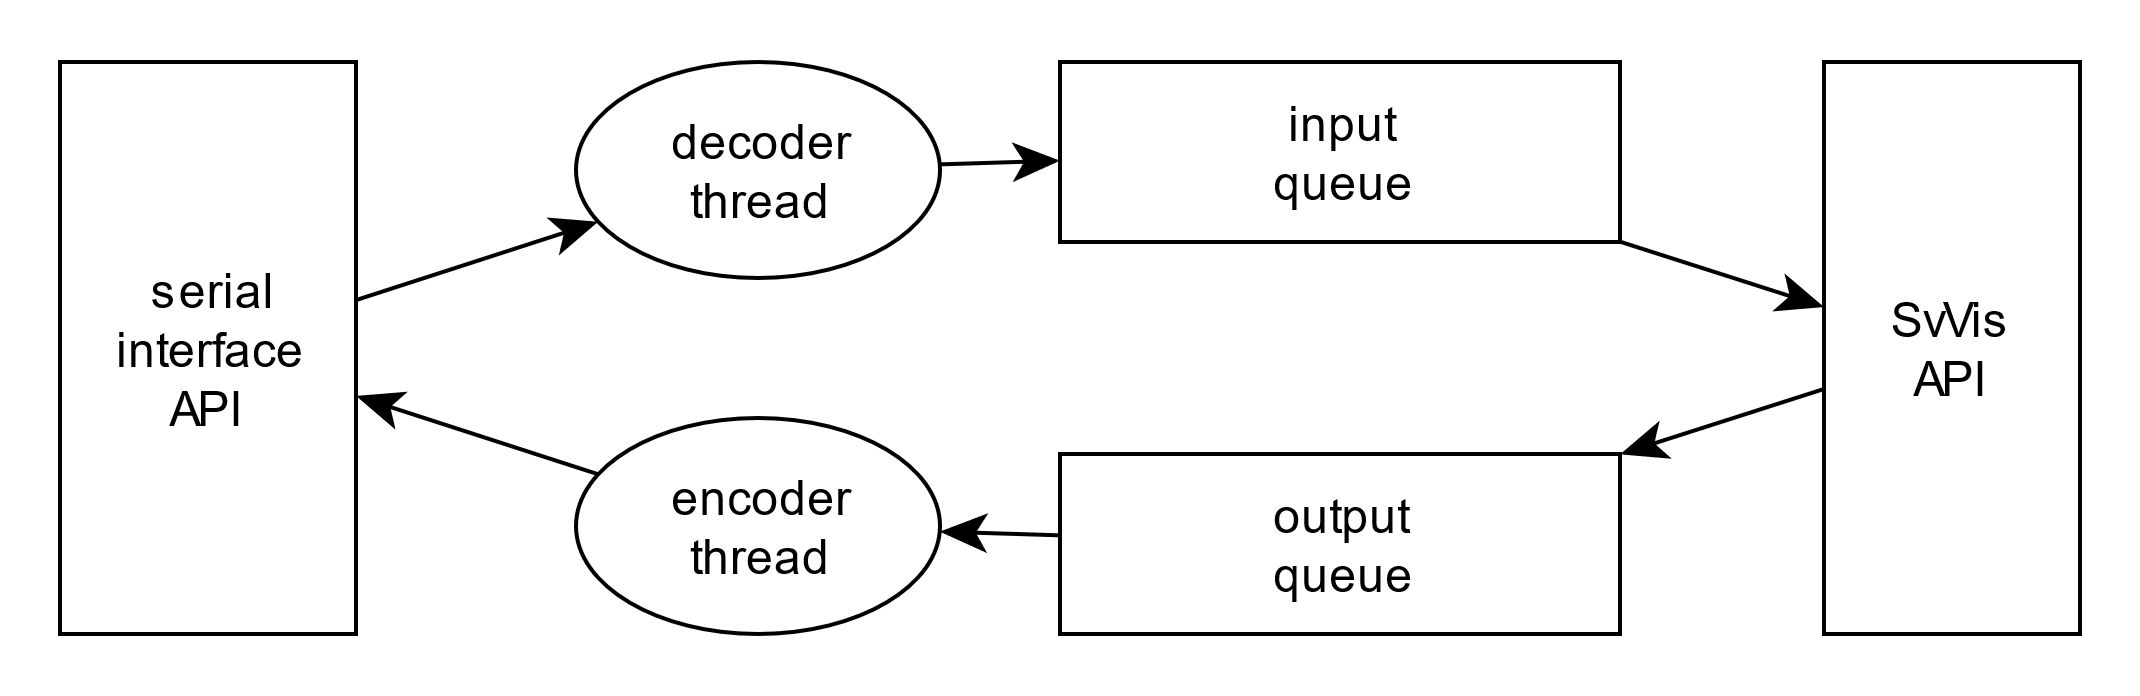 serial
interface
API
decoder
thread
input
queue
SvVis
API
encoder
thread
output
queue